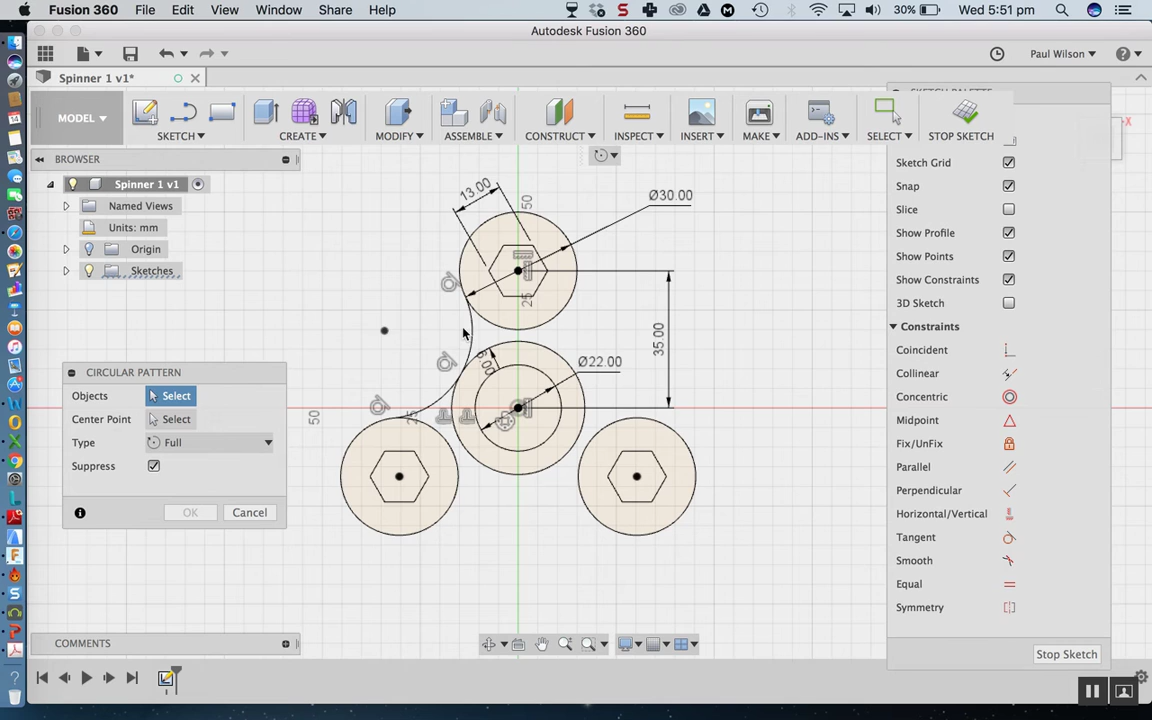 Fusion 360 File Edit View Window Share Help
30% Wed 5:51 pm
Autodesk Fusion 360
Paul Wilson
Spinner 1 v1*
MODEL
SKETCH CREATE MODIFY ASSEMBLE CONSTRUCT INSPECT INSERT MAKE ADD-INS SELECT STOP SKETCH
BROWSER
Spinner 1 v1
Named Views
Units: mm
Origin
Sketches
13.00
50
Ø30.00
25
35.00
6.00
Ø22.00
50
25
CIRCULAR PATTERN
Objects Select
Center Point Select
Type Full
Suppress
OK Cancel
Sketch Grid
Snap
Slice
Show Profile
Show Points
Show Constraints
3D Sketch
Constraints
Coincident
Collinear
Concentric
Midpoint
Fix/UnFix
Parallel
Perpendicular
Horizontal/Vertical
Tangent
Smooth
Equal
Symmetry
Stop Sketch
COMMENTS